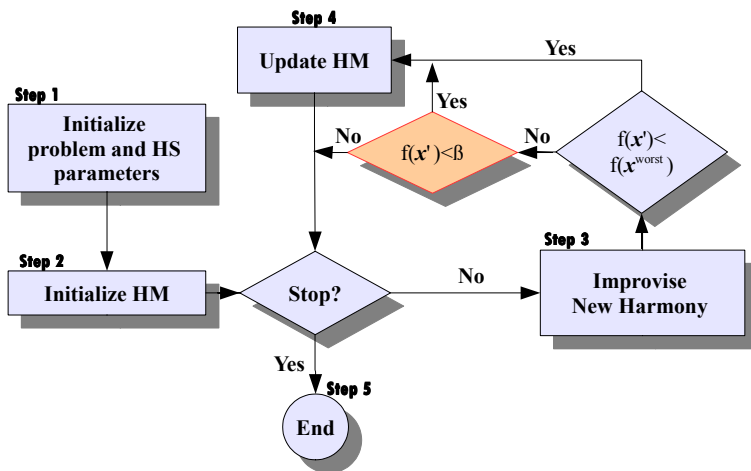 Step 4
Update HM
Yes
Step 1
Initialize
problem and HS
parameters
Yes
No
f(x')<ß
No
f(x')<
f(x^worst)
Step 2
Initialize HM
Stop?
No
Step 3
Improvise
New Harmony
Yes
Step 5
End